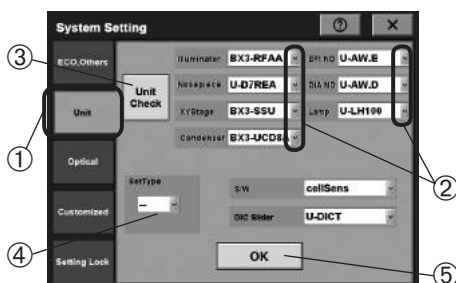 System Setting ? ×
③ ECO,Others Illuminator BX3-RFAA EPI ND U-AW.E
Unit Check Nosepiece U-D7REA DIA ND U-AW.D
① Unit XYStage BX3-SSU Lamp U-LH100
Condenser BX3-UCD8A
②
Optical
SetType S/W cellSens
Customized – DIC Slider U-DICT
④
Setting Lock OK ⑤